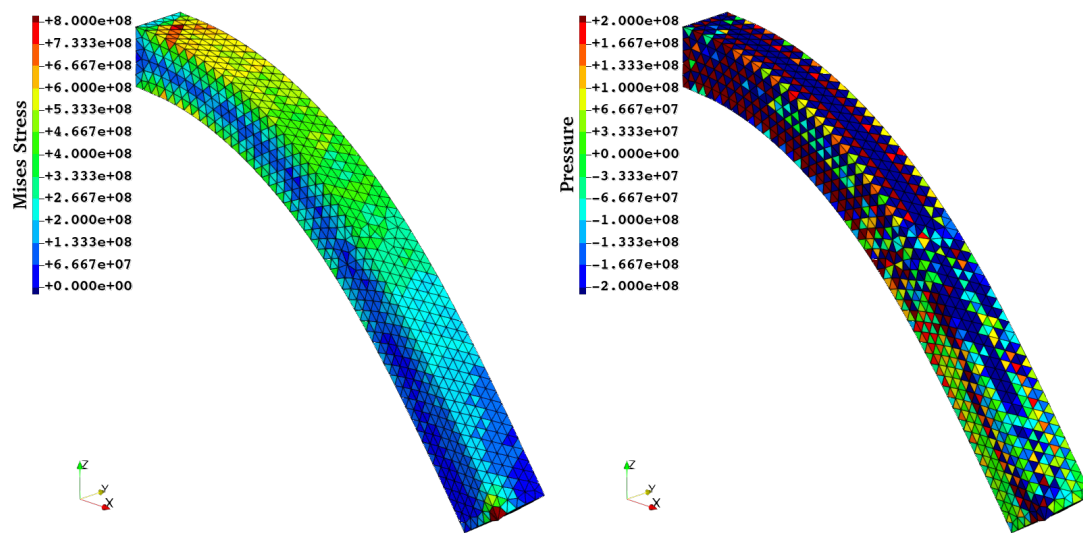 Mises Stress
+8.000e+08
+7.333e+08
+6.667e+08
+6.000e+08
+5.333e+08
+4.667e+08
+4.000e+08
+3.333e+08
+2.667e+08
+2.000e+08
+1.333e+08
+6.667e+07
+0.000e+00
Z
Y
X
Pressure
+2.000e+08
+1.667e+08
+1.000e+08
+6.667e+07
+3.333e+07
+0.000e+00
-3.333e+07
-6.667e+07
-1.000e+08
-1.333e+08
-1.667e+08
-2.000e+08
Z
Y
X